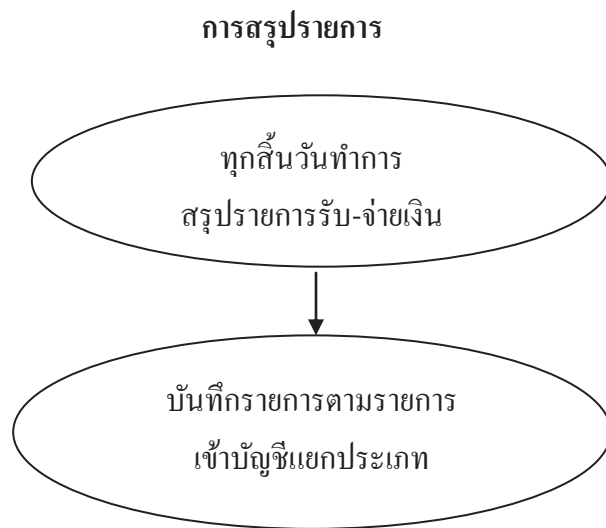 การสรุปรายการ
ทุกสิ้นวันทำการ
สรุปรายการรับ-จ่ายเงิน
บันทึกรายการตามรายการ
เข้าบัญชีแยกประเภท